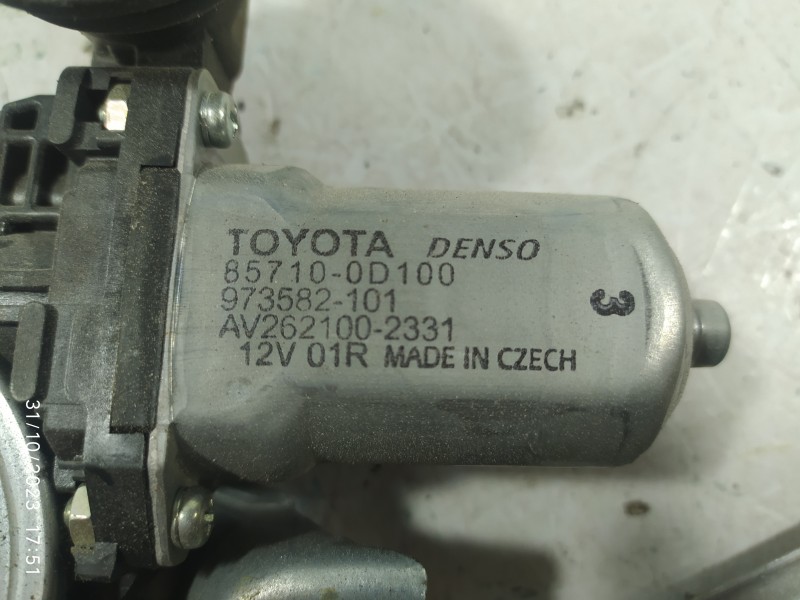 TOYOTA DENSO
85710-0D100
973582-101
AV262100-2331
12V 01R MADE IN CZECH
3
31/10/2023 17:51